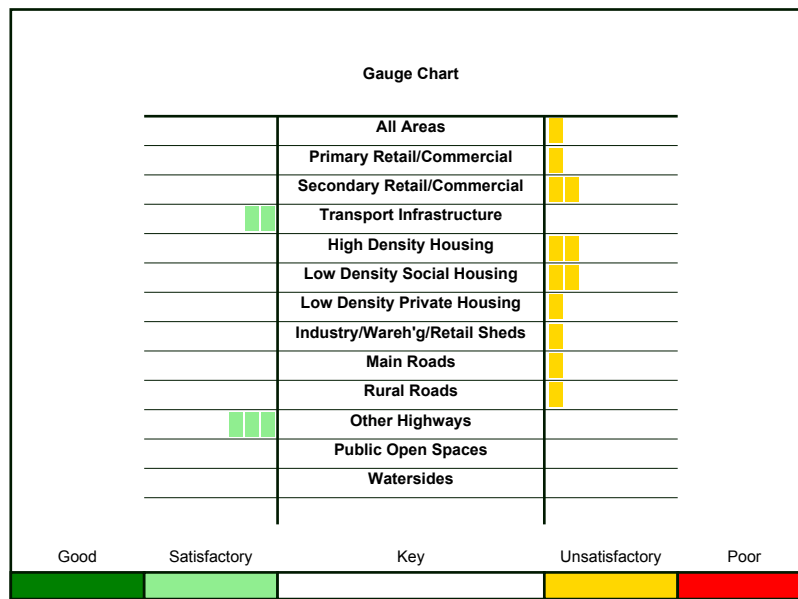 Gauge Chart
All Areas
Primary Retail/Commercial
Secondary Retail/Commercial
Transport Infrastructure
High Density Housing
Low Density Social Housing
Low Density Private Housing
Industry/Wareh'g/Retail Sheds
Main Roads
Rural Roads
Other Highways
Public Open Spaces
Watersides
Good Satisfactory Key Unsatisfactory Poor